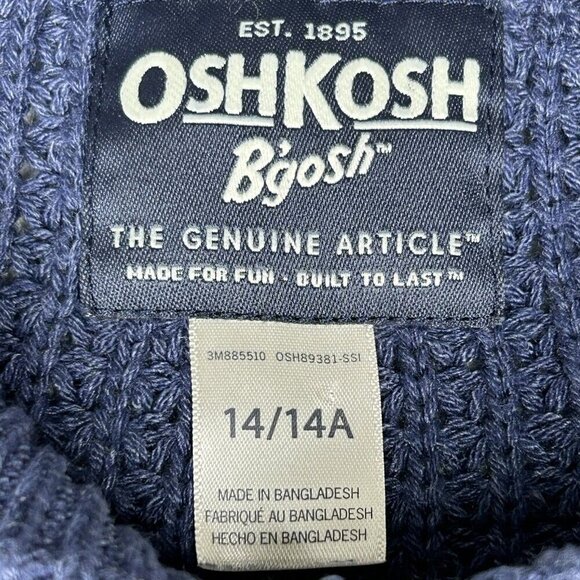 EST. 1895
OSHKOSH
B'gosh™
THE GENUINE ARTICLE™
MADE FOR FUN · BUILT TO LAST™
3M885510 OSH89381-SSI
14/14A
MADE IN BANGLADESH
FABRIQUÉ AU BANGLADESH
HECHO EN BANGLADESH